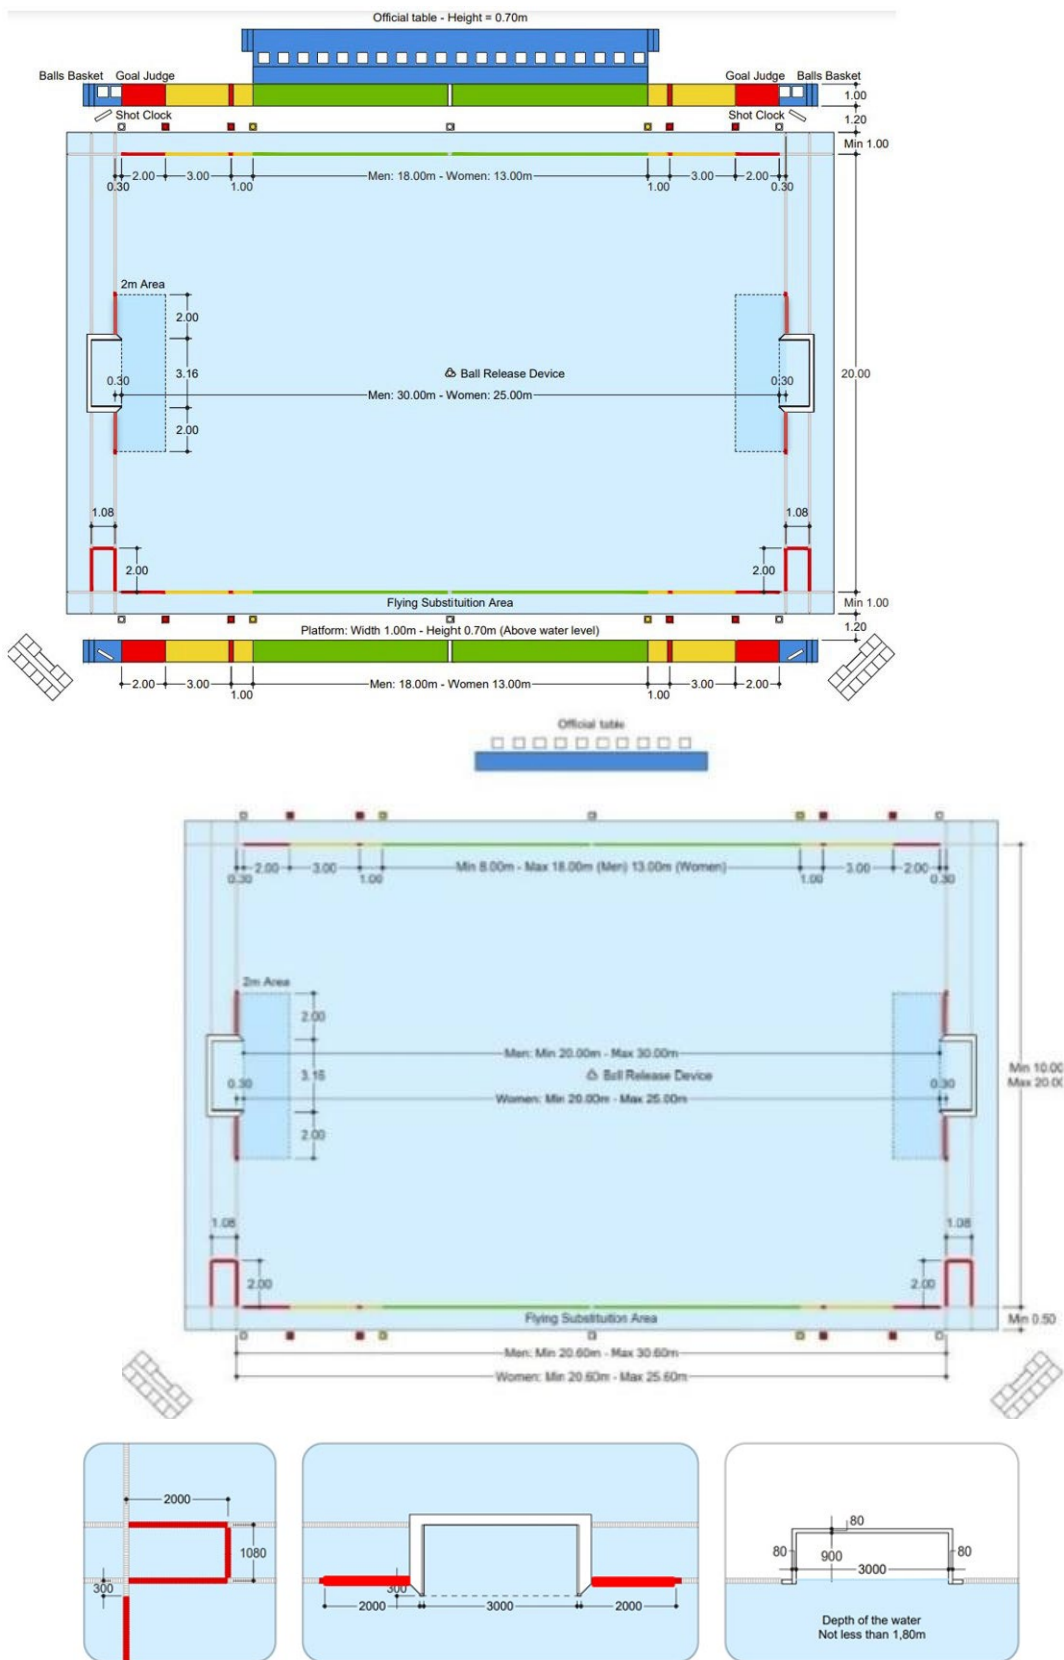 Official table - Height = 0.70m
Balls Basket Goal Judge Goal Judge Balls Basket
1.00
Shot Clock Shot Clock
1.20
Min 1.00
2.00 3.00 Men: 18.00m - Women: 13.00m 3.00 2.00
0.30 1.00 1.00 0.30
2m Area
2.00
3.16 Ball Release Device 20.00
0.30 0.30
Men: 30.00m - Women: 25.00m
2.00
1.08 1.08
2.00 2.00
Flying Substituition Area Min 1.00
Platform: Width 1.00m - Height 0.70m (Above water level) 1.20
2.00 3.00 Men: 18.00m - Women 13.00m 3.00 2.00
1.00 1.00
Official table
2.00 3.00 Min 8.00m - Max 18.00m (Men) 13.00m (Women) 3.00 2.00
0.30 1.00 1.00 0.30
2m Area
2.00
Men: Min 20.00m - Max 30.00m
Min 10.00
3.16 Ball Release Device
Max 20.00
0.30 0.30
Women: Min 20.00m - Max 25.00m
2.00
1.08 1.08
2.00 2.00
Flying Substituition Area Min 0.50
Men: Min 20.60m - Max 30.60m
Women: Min 20.60m - Max 25.60m
2000
1080
300
300
2000 3000 2000
80
80 900 80
3000
Depth of the water
Not less than 1,80m